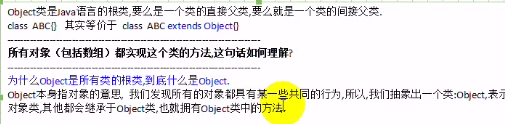 Object类是Java语言的根类,要么是一个类的直接父类,要么就是一个类的间接父类.
class ABC{} 其实等价于 class ABC extends Object{}
所有对象（包括数组）都实现这个类的方法,这句话如何理解?
为什么Object是所有类的根类,到底什么是Object.
Object本身指对象的意思. 我们发现所有的对象都具有某一些共同的行为,所以,我们抽象出一个类:Object,表示
对象类,其他都会继承于Object类,也就拥有Object类中的方法.